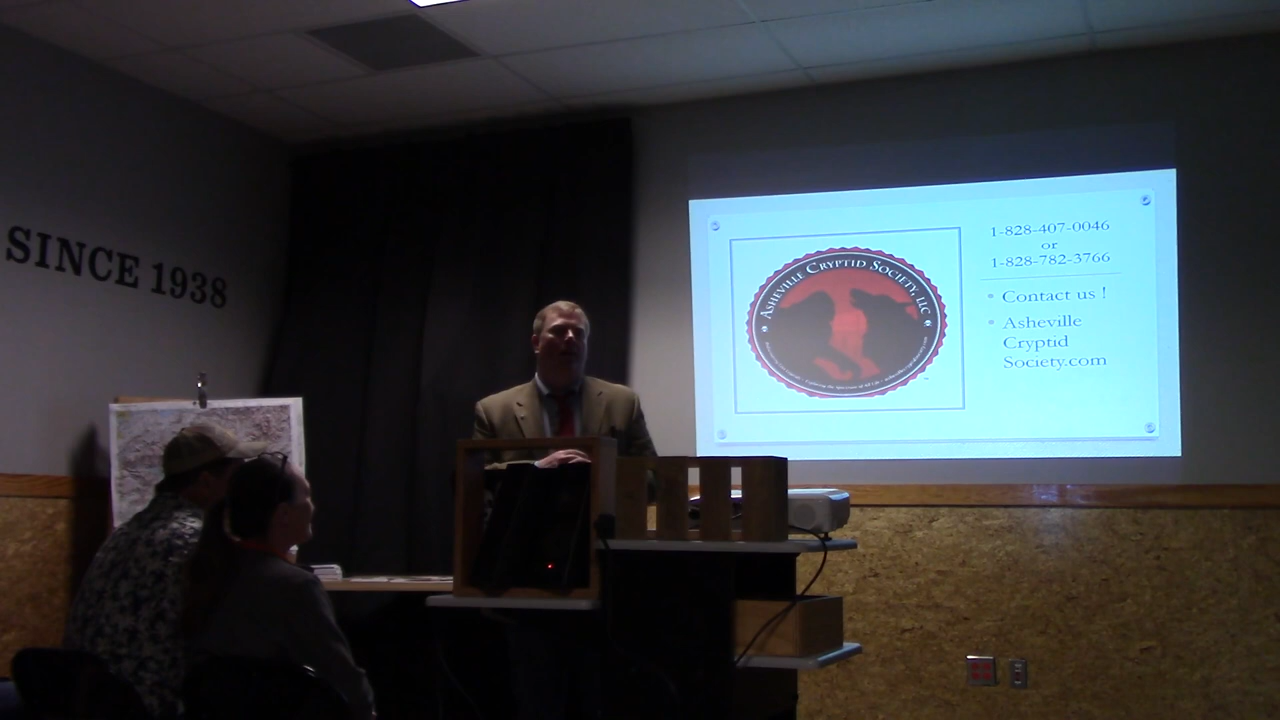 SINCE 1938
ASHEVILLE CRYPTID SOCIETY, LLC
1-828-407-0046
or
1-828-782-3766
Contact us !
Asheville
Cryptid
Society.com